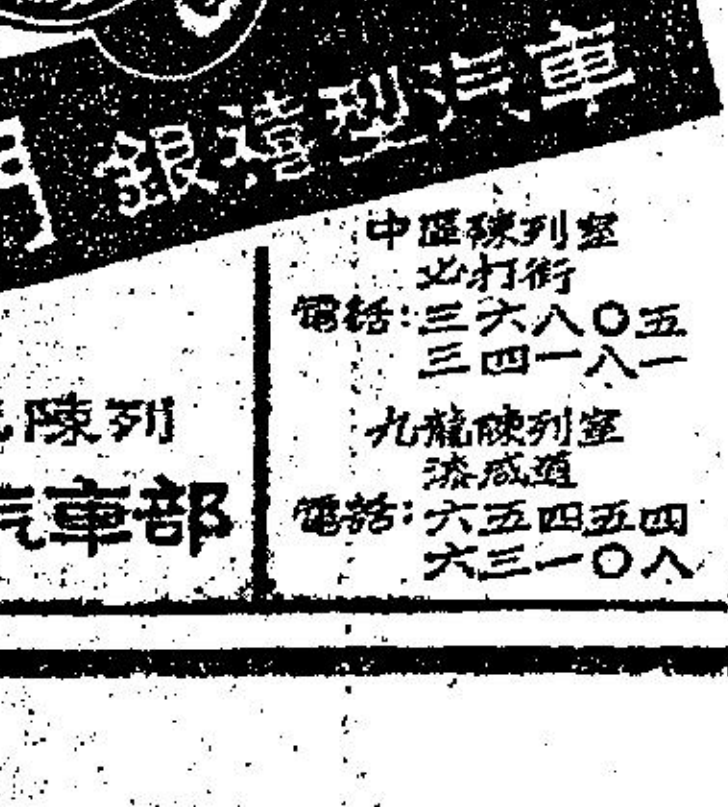 銀禧型汽車
中區陳列室
必打街
電話:三六八〇五
三四一八一
陳列
汽車部
九龍陳列室
漆咸道
電話:六五四五四
六三一〇八